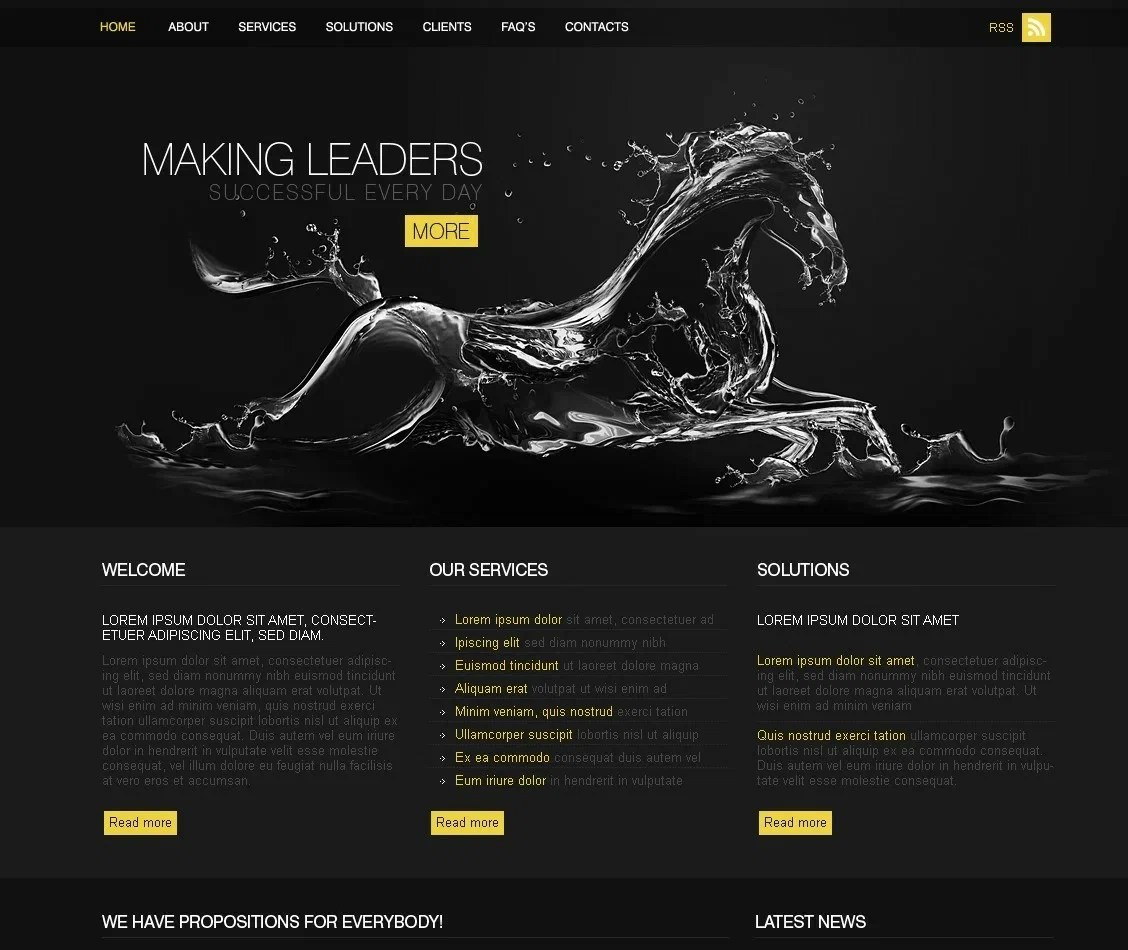 HOME ABOUT SERVICES SOLUTIONS CLIENTS FAQ'S CONTACTS RSS
MAKING LEADERS
SUCCESSFUL EVERY DAY
MORE
WELCOME
LOREM IPSUM DOLOR SIT AMET, CONSECT-
ETUER ADIPISCING ELIT, SED DIAM.
Lorem ipsum dolor sit amet, consectetuer adipisc-
ing elit, sed diam nonummy nibh euismod tincidunt
ut laoreet dolore magna aliquam erat volutpat. Ut
wisi enim ad minim veniam, quis nostrud exerci
tation ullamcorper suscipit lobortis nisl ut aliquip ex
ea commodo consequat. Duis autem vel eum iriure
dolor in hendrerit in vulputate velit esse molestie
consequat, vel illum dolore eu feugiat nulla facilisis
at vero eros et accumsan.
Read more
OUR SERVICES
Lorem ipsum dolor sit amet, consectetuer ad
Ipiscing elit sed diam nonummy nibh
Euismod tincidunt ut laoreet dolore magna
Aliquam erat volutpat ut wisi enim ad
Minim veniam, quis nostrud exerci tation
Ullamcorper suscipit lobortis nisl ut aliquip
Ex ea commodo consequat duis autem vel
Eum iriure dolor in hendrerit in vulputate
Read more
SOLUTIONS
LOREM IPSUM DOLOR SIT AMET
Lorem ipsum dolor sit amet, consectetuer adipisc-
ing elit, sed diam nonummy nibh euismod tincidunt
ut laoreet dolore magna aliquam erat volutpat. Ut
wisi enim ad minim veniam
Quis nostrud exerci tation ullamcorper suscipit
lobortis nisl ut aliquip ex ea commodo consequat.
Duis autem vel eum iriure dolor in hendrerit in vulpu-
tate velit esse molestie consequat.
Read more
WE HAVE PROPOSITIONS FOR EVERYBODY!
LATEST NEWS